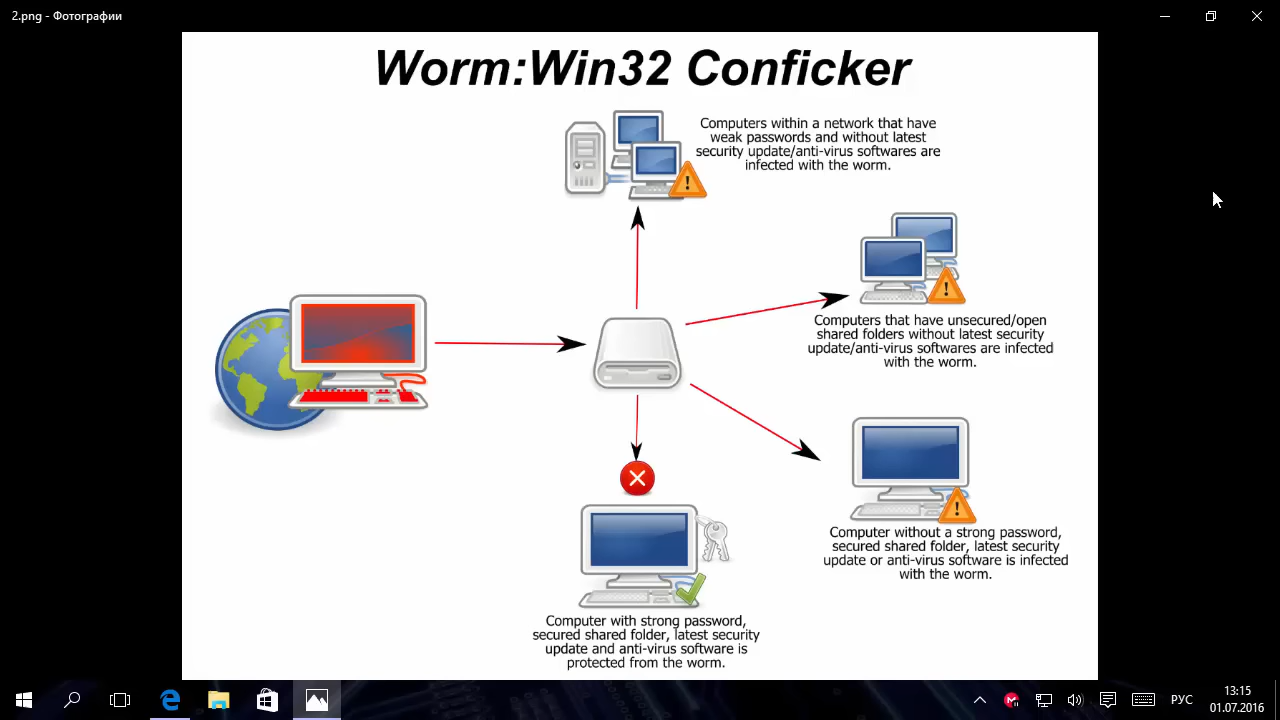 2.png - Фотографии
Worm:Win32 Conficker
Computers within a network that have
weak passwords and without latest
security update/anti-virus softwares are
infected with the worm.
Computers that have unsecured/open
shared folders without latest security
update/anti-virus softwares are infected
with the worm.
Computer without a strong password,
secured shared folder, latest security
update or anti-virus software is infected
with the worm.
Computer with strong password,
secured shared folder, latest security
update and anti-virus software is
protected from the worm.
РУС
13:15
01.07.2016